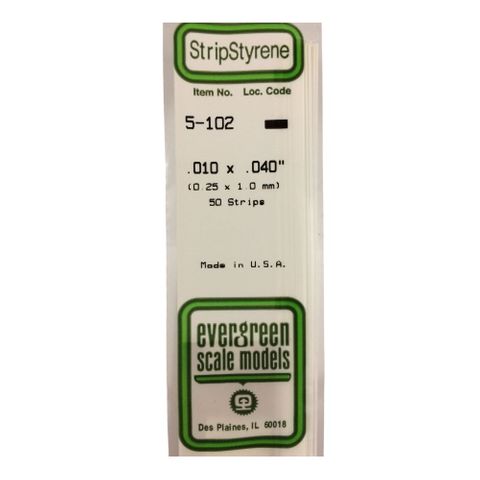 StripStyrene
Item No. Loc. Code
5-102
.010 x .040"
(0.25 x 1.0 mm)
50 Strips
Made in U.S.A.
evergreen
scale models
Des Plaines, IL 60018